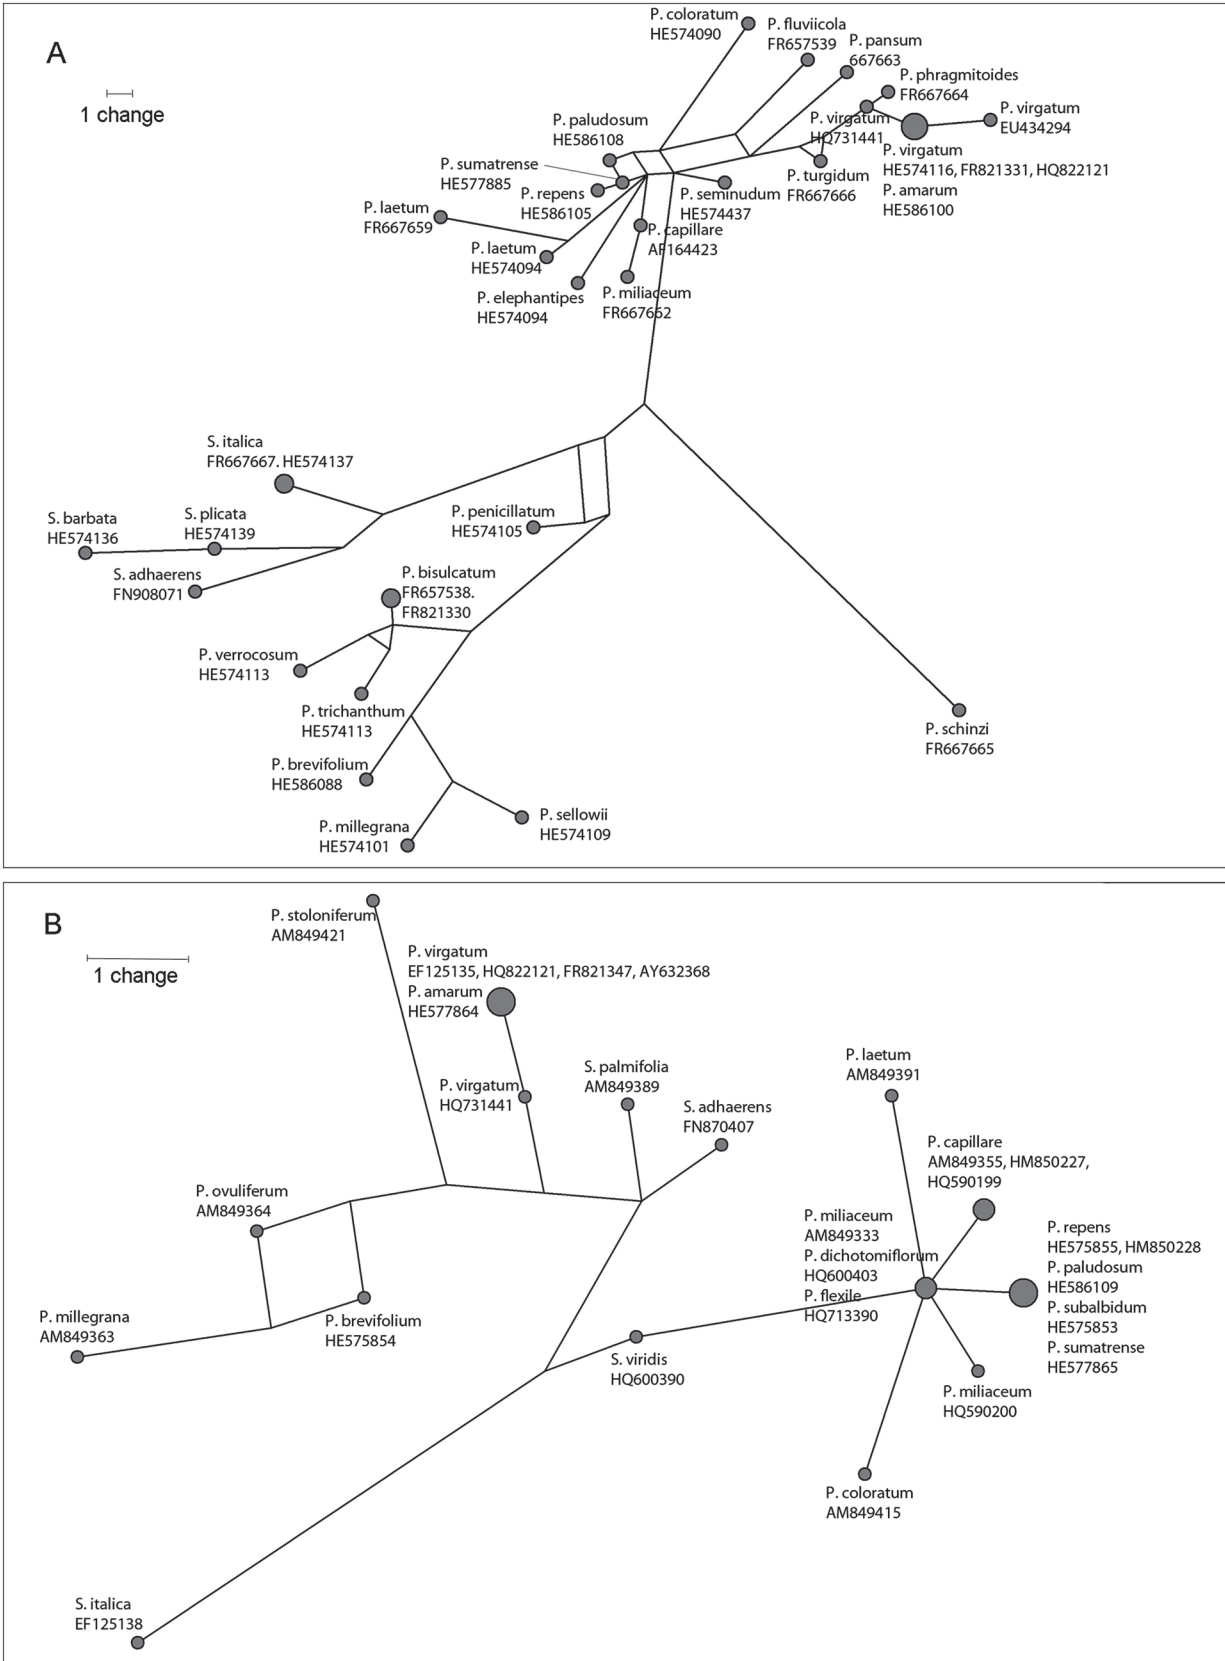 A
1 change
P. coloratum
HE574090
P. fluviicola
FR657539
P. pansum
667663
P. phragmitoides
FR667664
P. virgatum
EU434294
P. virgatum
HQ731441
P. virgatum
HE574116, FR821331, HQ822121
P. amarum
HE586100
P. turgidum
FR667666
P. paludosum
HE586108
P. sumatrense
HE577885
P. repens
HE586105
P. seminudum
HE574437
P. laetum
FR667659
P. laetum
HE574094
P. capillare
AF164423
P. elephantipes
HE574094
P. miliaceum
FR667662
S. italica
FR667667. HE574137
S. barbata
HE574136
S. plicata
HE574139
S. adhaerens
FN908071
P. penicillatum
HE574105
P. bisulcatum
FR657538.
FR821330
P. verrocosum
HE574113
P. trichanthum
HE574113
P. brevifolium
HE586088
P. millegrana
HE574101
P. sellowii
HE574109
P. schinzi
FR667665
B
1 change
P. stoloniferum
AM849421
P. virgatum
EF125135, HQ822121, FR821347, AY632368
P. amarum
HE577864
P. virgatum
HQ731441
S. palmifolia
AM849389
S. adhaerens
FN870407
P. laetum
AM849391
P. capillare
AM849355, HM850227,
HQ590199
P. ovuliferum
AM849364
P. miliaceum
AM849333
P. dichotomiflorum
HQ600403
P. flexile
HQ713390
P. repens
HE575855, HM850228
P. paludosum
HE586109
P. subalbidum
HE575853
P. sumatrense
HE577865
P. millegrana
AM849363
P. brevifolium
HE575854
S. viridis
HQ600390
P. miliaceum
HQ590200
P. coloratum
AM849415
S. italica
EF125138